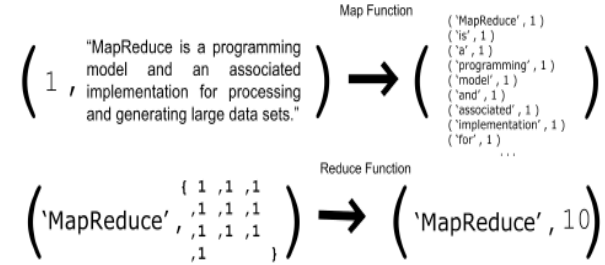 Map Function
( 1 , "MapReduce is a programming
model and an associated
implementation for processing
and generating large data sets." )
( 'MapReduce' , 1 )
( 'is' , 1 )
( 'a' , 1 )
( 'programming' , 1 )
( 'model' , 1 )
( 'and' , 1 )
( 'associated' , 1 )
( 'implementation' , 1 )
( 'for' , 1 )
...
Reduce Function
( 'MapReduce' , { 1 ,1 ,1
,1 ,1 ,1
,1 ,1 ,1
,1 } )
( 'MapReduce' , 10)